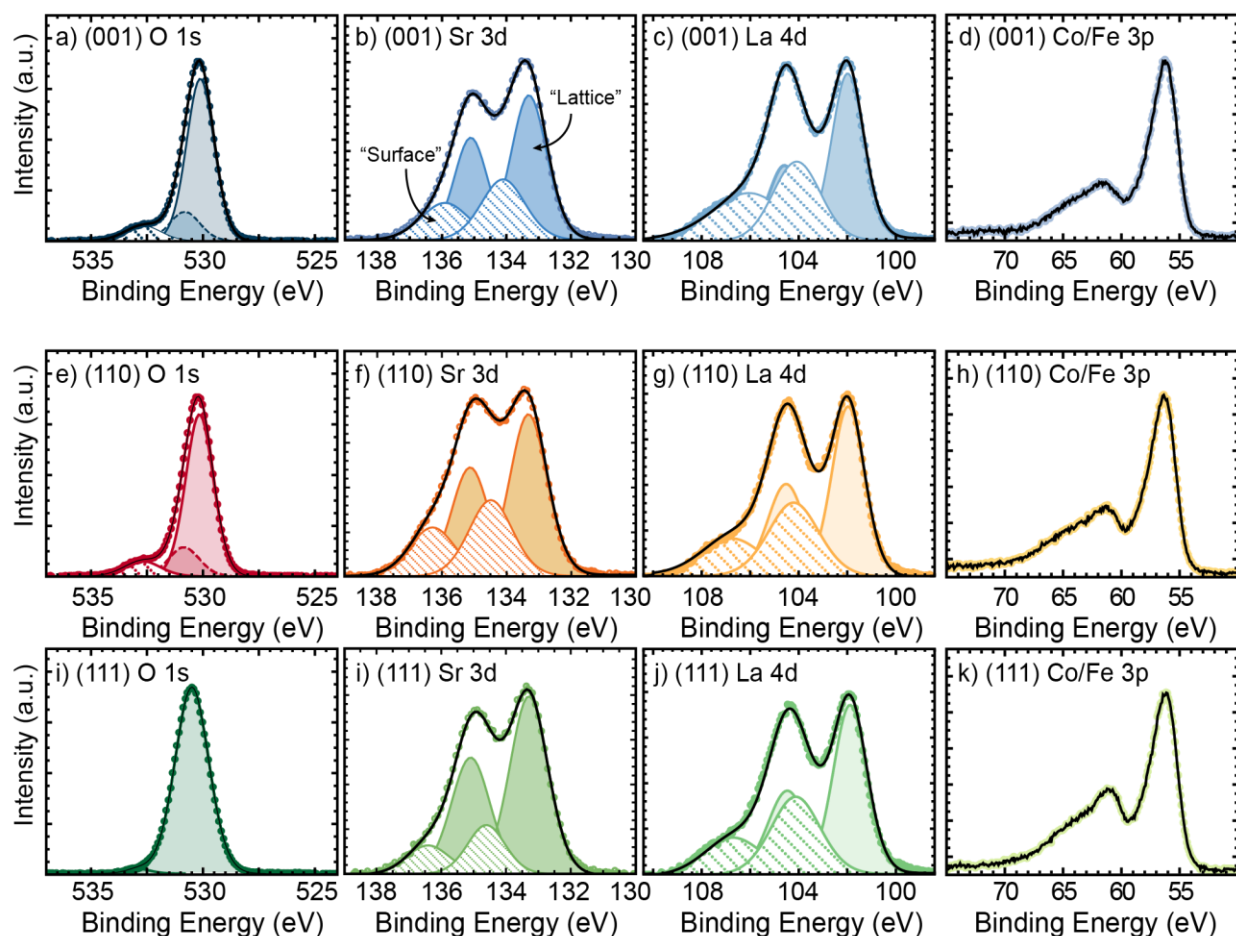 a) (001) O 1s
Intensity (a.u.)
535 530 525
Binding Energy (eV)
b) (001) Sr 3d
“Surface”
“Lattice”
138 136 134 132 130
Binding Energy (eV)
c) (001) La 4d
108 104 100
Binding Energy (eV)
d) (001) Co/Fe 3p
70 65 60 55
Binding Energy (eV)
e) (110) O 1s
Intensity (a.u.)
535 530 525
Binding Energy (eV)
f) (110) Sr 3d
138 136 134 132 130
Binding Energy (eV)
g) (110) La 4d
108 104 100
Binding Energy (eV)
h) (110) Co/Fe 3p
70 65 60 55
Binding Energy (eV)
i) (111) O 1s
Intensity (a.u.)
535 530 525
Binding Energy (eV)
i) (111) Sr 3d
138 136 134 132 130
Binding Energy (eV)
j) (111) La 4d
108 104 100
Binding Energy (eV)
k) (111) Co/Fe 3p
70 65 60 55
Binding Energy (eV)